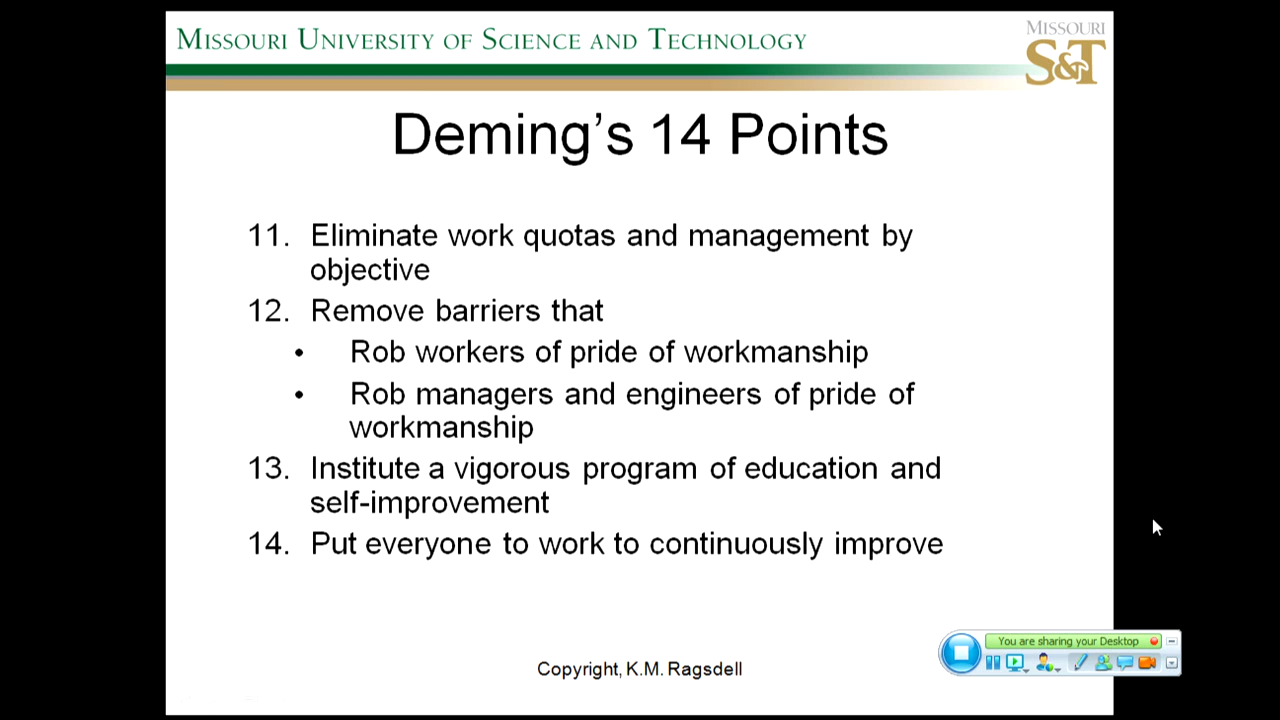 MISSOURI UNIVERSITY OF SCIENCE AND TECHNOLOGY
MISSOURI
S&T
Deming's 14 Points
11. Eliminate work quotas and management by
objective
12. Remove barriers that
• Rob workers of pride of workmanship
• Rob managers and engineers of pride of
workmanship
13. Institute a vigorous program of education and
self-improvement
14. Put everyone to work to continuously improve
You are sharing your Desktop
Copyright, K.M. Ragsdell